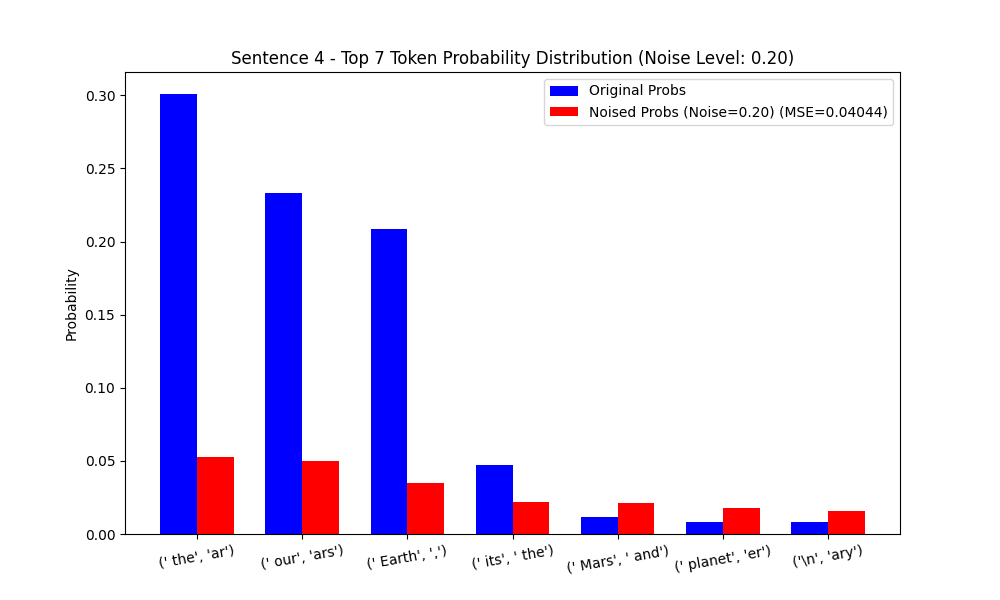 Sentence 4 - Top 7 Token Probability Distribution (Noise Level: 0.20)
Original Probs
Noised Probs (Noise=0.20) (MSE=0.04044)
Probability
0.30
0.25
0.20
0.15
0.10
0.05
0.00
(' the', 'ar')
(' our', 'ars')
(' Earth', ',')
(' its', ' the')
(' Mars', ' and')
(' planet', 'er')
('\n', 'ary')